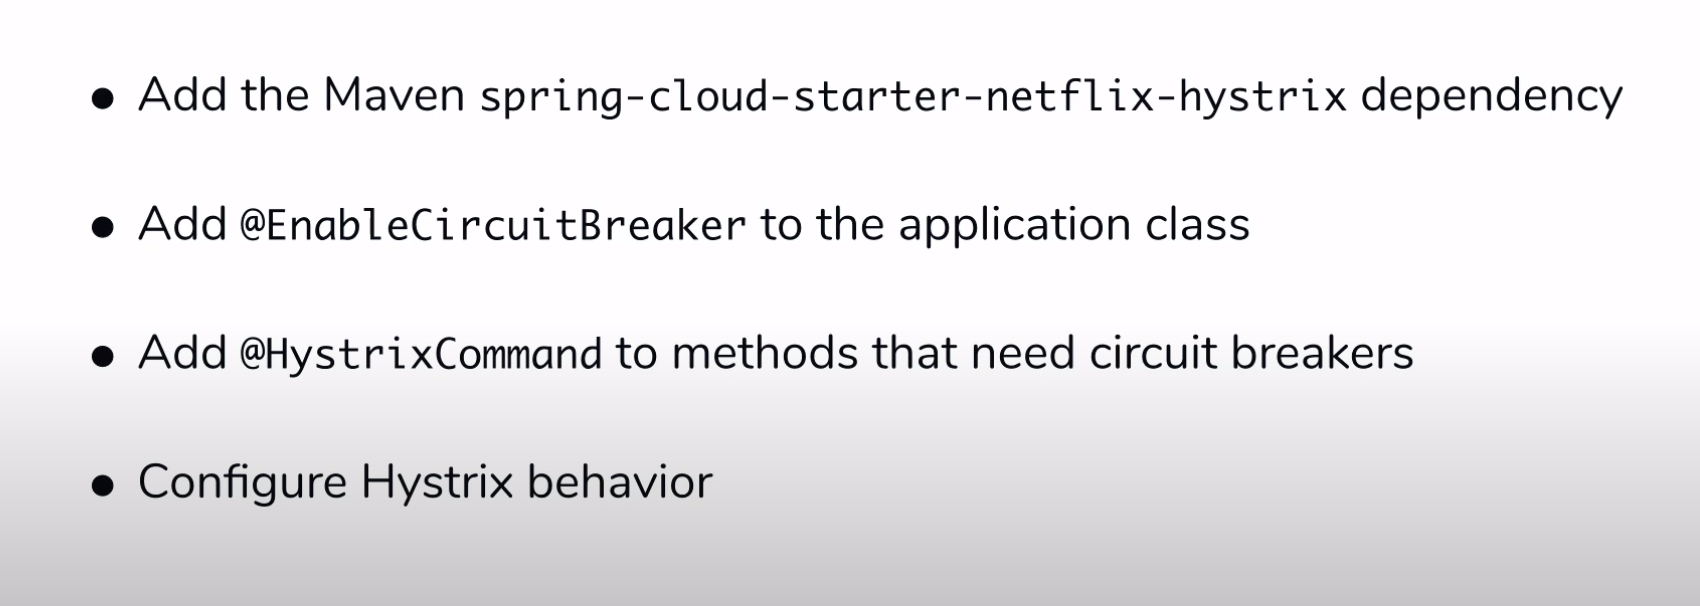 • Add the Maven spring-cloud-starter-netflix-hystrix dependency
• Add @EnableCircuitBreaker to the application class
• Add @HystrixCommand to methods that need circuit breakers
• Configure Hystrix behavior